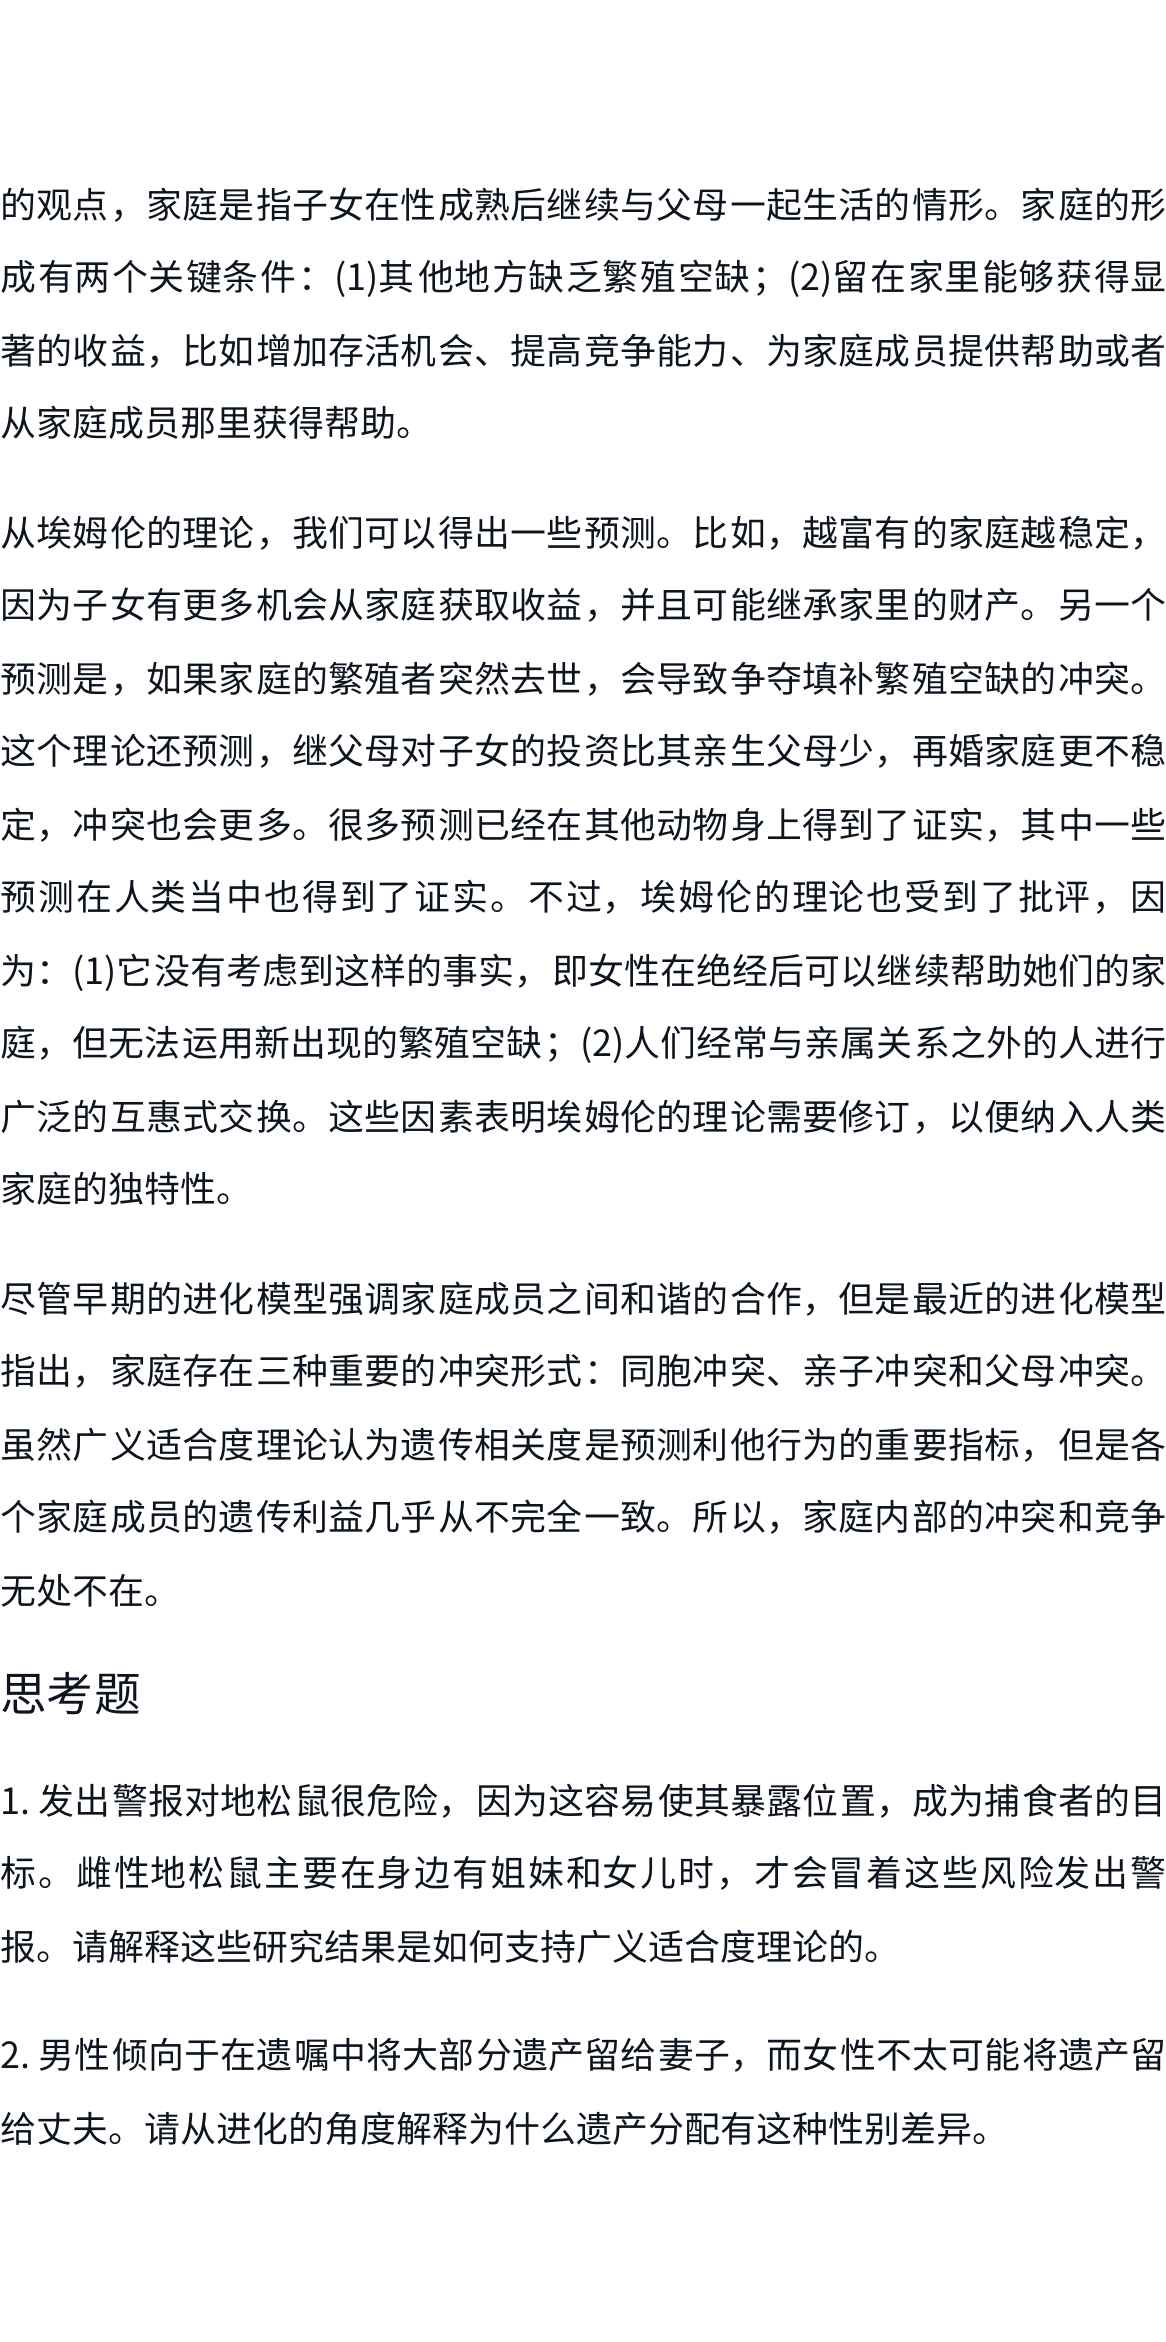 的观点，家庭是指子女在性成熟后继续与父母一起生活的情形。家庭的形
成有两个关键条件：(1)其他地方缺乏繁殖空缺；(2)留在家里能够获得显
著的收益，比如增加存活机会、提高竞争能力、为家庭成员提供帮助或者
从家庭成员那里获得帮助。
从埃姆伦的理论，我们可以得出一些预测。比如，越富有的家庭越稳定，
因为子女有更多机会从家庭获取收益，并且可能继承家里的财产。另一个
预测是，如果家庭的繁殖者突然去世，会导致争夺填补繁殖空缺的冲突。
这个理论还预测，继父母对子女的投资比其亲生父母少，再婚家庭更不稳
定，冲突也会更多。很多预测已经在其他动物身上得到了证实，其中一些
预测在人类当中也得到了证实。不过，埃姆伦的理论也受到了批评，因
为：(1)它没有考虑到这样的事实，即女性在绝经后可以继续帮助她们的家
庭，但无法运用新出现的繁殖空缺；(2)人们经常与亲属关系之外的人进行
广泛的互惠式交换。这些因素表明埃姆伦的理论需要修订，以便纳入人类
家庭的独特性。
尽管早期的进化模型强调家庭成员之间和谐的合作，但是最近的进化模型
指出，家庭存在三种重要的冲突形式：同胞冲突、亲子冲突和父母冲突。
虽然广义适合度理论认为遗传相关度是预测利他行为的重要指标，但是各
个家庭成员的遗传利益几乎从不完全一致。所以，家庭内部的冲突和竞争
无处不在。
思考题
1. 发出警报对地松鼠很危险，因为这容易使其暴露位置，成为捕食者的目
标。雌性地松鼠主要在身边有姐妹和女儿时，才会冒着这些风险发出警
报。请解释这些研究结果是如何支持广义适合度理论的。
2. 男性倾向于在遗嘱中将大部分遗产留给妻子，而女性不太可能将遗产留
给丈夫。请从进化的角度解释为什么遗产分配有这种性别差异。